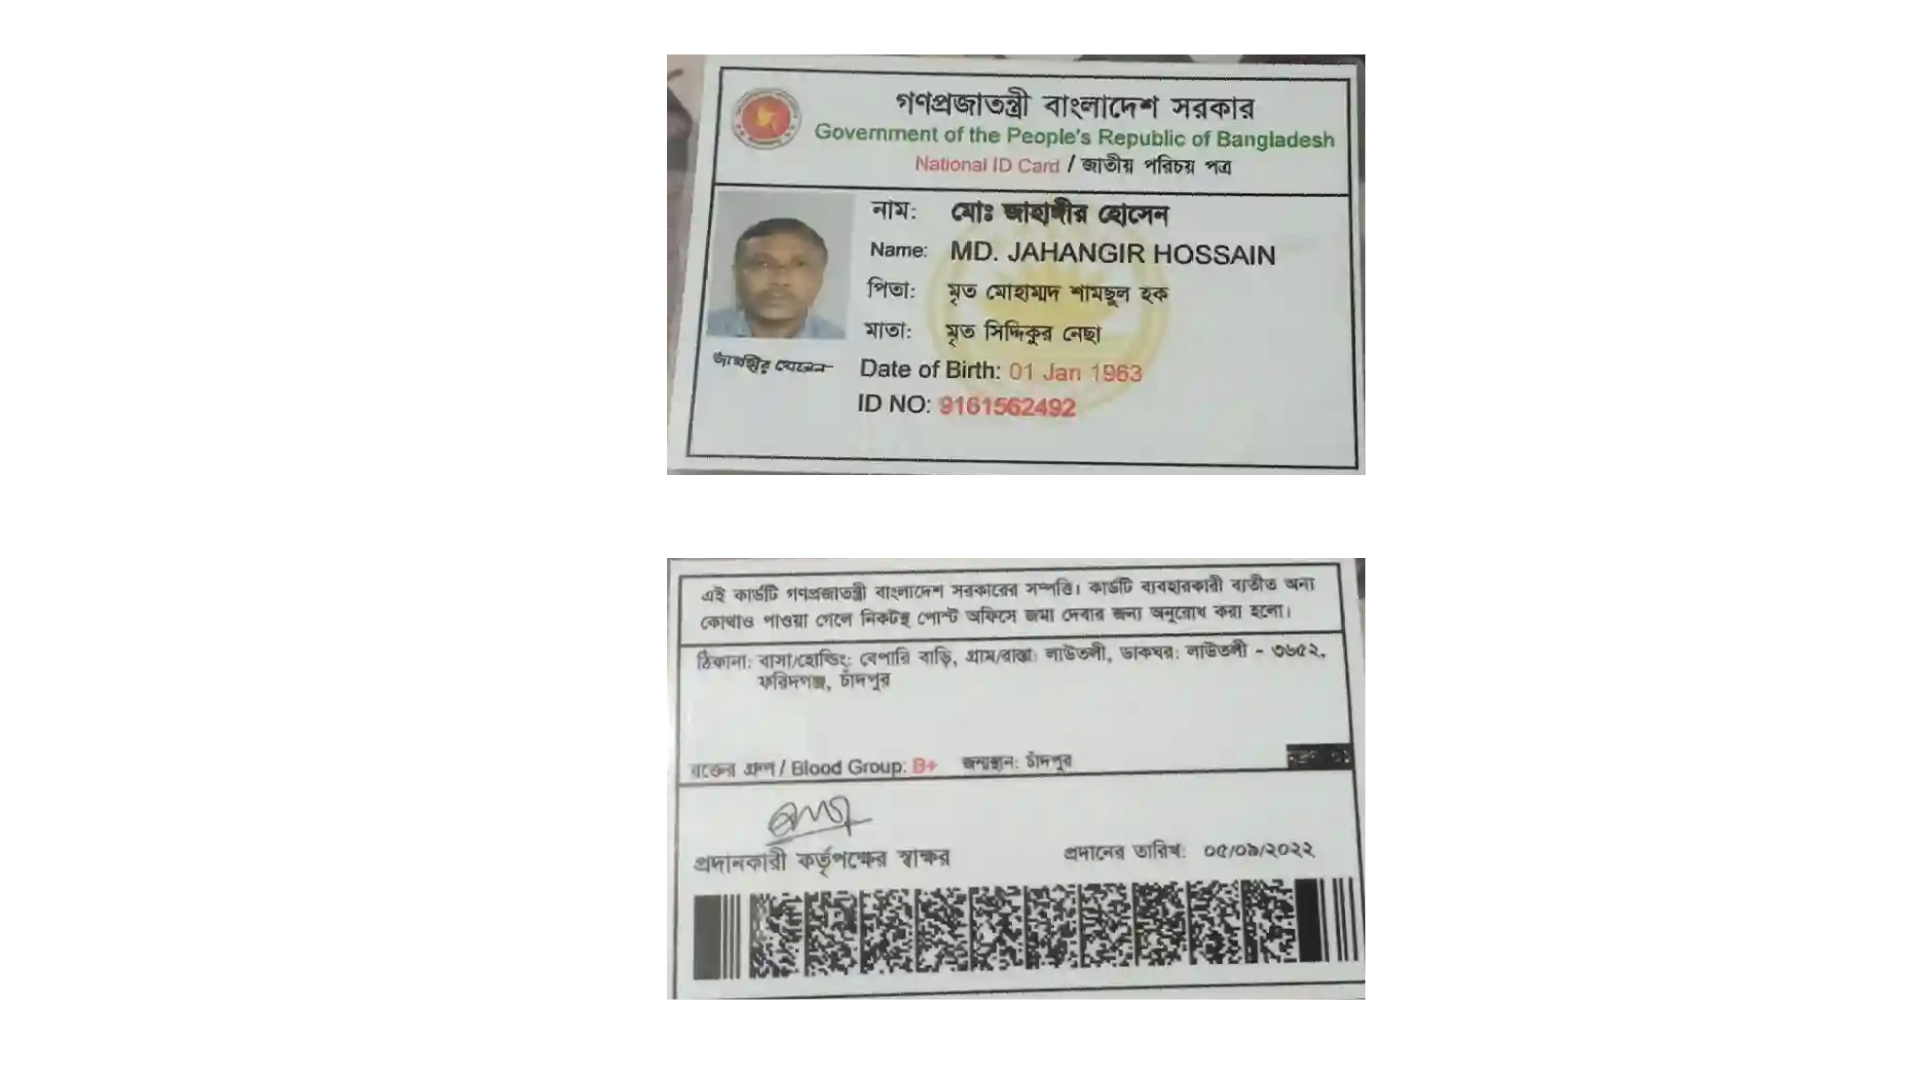 গণপ্রজাতন্ত্রী বাংলাদেশ সরকার
Government of the People's Republic of Bangladesh
National ID Card / জাতীয় পরিচয় পত্র
নাম: মোঃ জাহাঙ্গীর হোসেন
Name: MD. JAHANGIR HOSSAIN
পিতা: মৃত মোহাম্মদ শামছুল হক
মাতা: মৃত সিদ্দিকুর নেছা
জাহাঙ্গীর হোসেন
Date of Birth: 01 Jan 1963
ID NO: 9161562492
এই কার্ডটি গণপ্রজাতন্ত্রী বাংলাদেশ সরকারের সম্পত্তি। কার্ডটি ব্যবহারকারী ব্যতীত অন্য
কোথাও পাওয়া গেলে নিকটস্থ পোস্ট অফিসে জমা দেবার জন্য অনুরোধ করা হলো।
ঠিকানা: বাসা/হোল্ডিং: বেপারি বাড়ি, গ্রাম/রাস্তা: লাউতলী, ডাকঘর: লাউতলী - ৩৬৫২,
ফরিদগঞ্জ, চাঁদপুর
রক্তের গ্রুপ / Blood Group: B+ জন্মস্থান: চাঁদপুর
প্রদানকারী কর্তৃপক্ষের স্বাক্ষর প্রদানের তারিখ: ০৫/০৯/২০২২